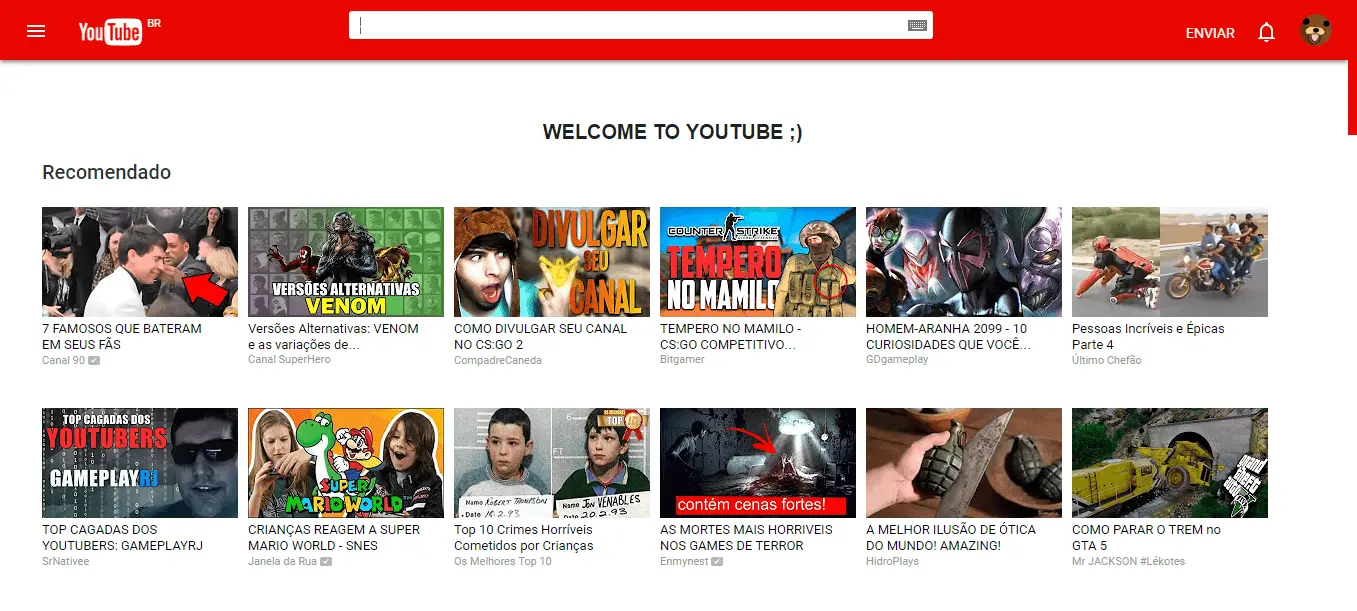 YouTube BR
ENVIAR
WELCOME TO YOUTUBE ;)
Recomendado
VERSÕES ALTERNATIVAS
VENOM
DIVULGAR
SEU
CANAL
COUNTER STRIKE
TEMPERO
NO MAMILO
7 FAMOSOS QUE BATERAM
EM SEUS FÃS
Canal 90
Versões Alternativas: VENOM
e as variações de…
Canal SuperHero
COMO DIVULGAR SEU CANAL
NO CS:GO 2
CompadreCaneda
TEMPERO NO MAMILO -
CS:GO COMPETITIVO…
Bitgamer
HOMEM-ARANHA 2099 - 10
CURIOSIDADES QUE VOCÊ…
GDgameplay
Pessoas Incríveis e Épicas
Parte 4
Último Chefão
TOP CAGADAS DOS
YOUTUBERS
GAMEPLAYRJ
SUPER
MARIO WORLD
TOP 10
Name ROBERT THOMPSON
Date 18.2.93
Name JON VENABLES
Date 20.2.93
contém cenas fortes!
grand
theft
auto
TOP CAGADAS DOS
YOUTUBERS: GAMEPLAYRJ
SrNativee
CRIANÇAS REAGEM A SUPER
MARIO WORLD - SNES
Janela da Rua
Top 10 Crimes Horríveis
Cometidos por Crianças
Os Melhores Top 10
AS MORTES MAIS HORRIVEIS
NOS GAMES DE TERROR
Enmynest
A MELHOR ILUSÃO DE ÓTICA
DO MUNDO! AMAZING!
HidroPlays
COMO PARAR O TREM no
GTA 5
Mr JACKSON #Lékotes